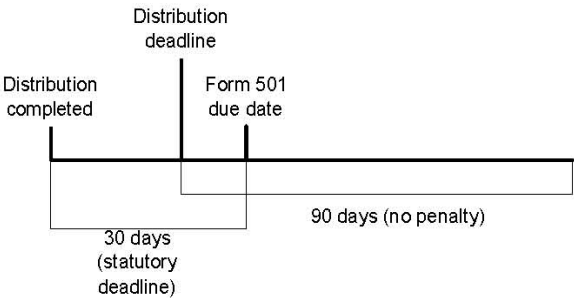 Distribution
deadline
Distribution
completed
Form 501
due date
90 days (no penalty)
30 days
(statutory
deadline)